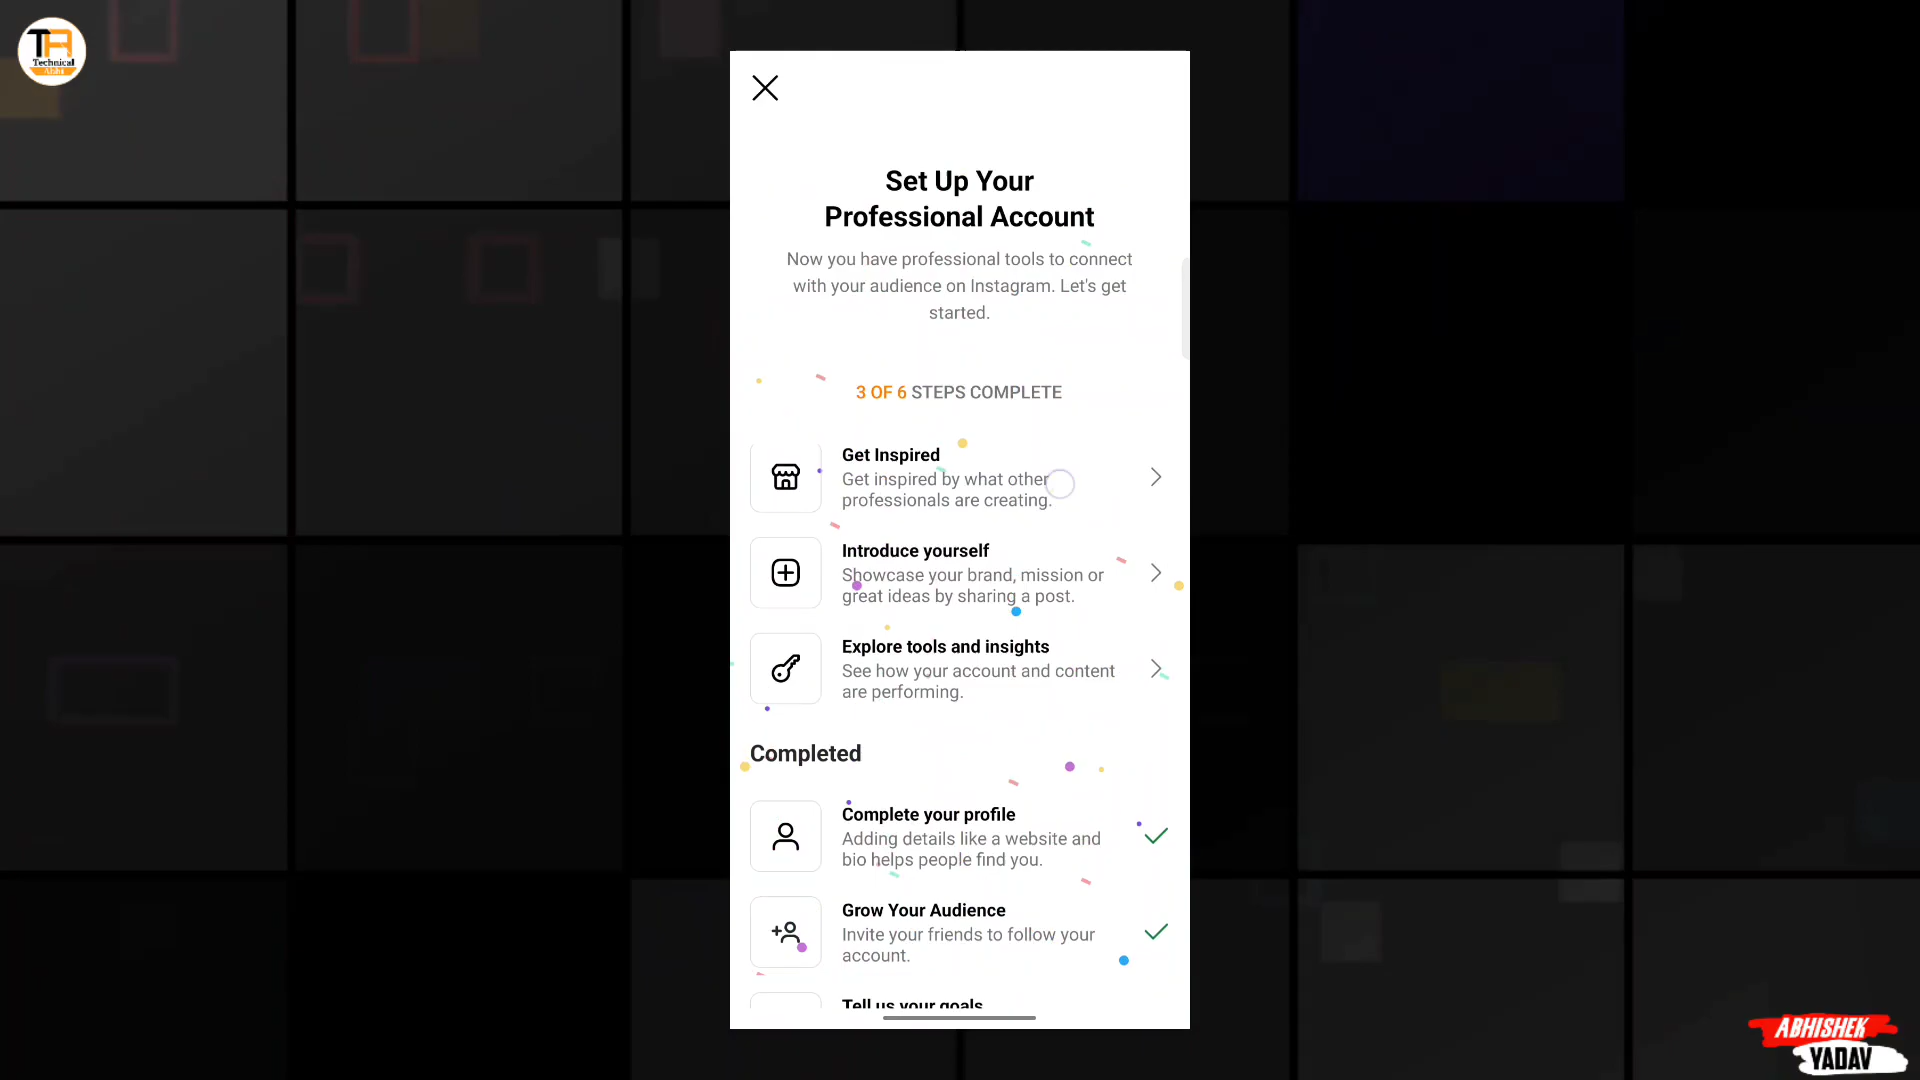 TA
Technical
Abhi
Set Up Your
Professional Account
Now you have professional tools to connect
with your audience on Instagram. Let's get
started.
3 OF 6 STEPS COMPLETE
Get Inspired
Get inspired by what other
professionals are creating.
Introduce yourself
Showcase your brand, mission or
great ideas by sharing a post.
Explore tools and insights
See how your account and content
are performing.
Completed
Complete your profile
Adding details like a website and
bio helps people find you.
Grow Your Audience
Invite your friends to follow your
account.
Tell us your goals
ABHISHEK
YADAV